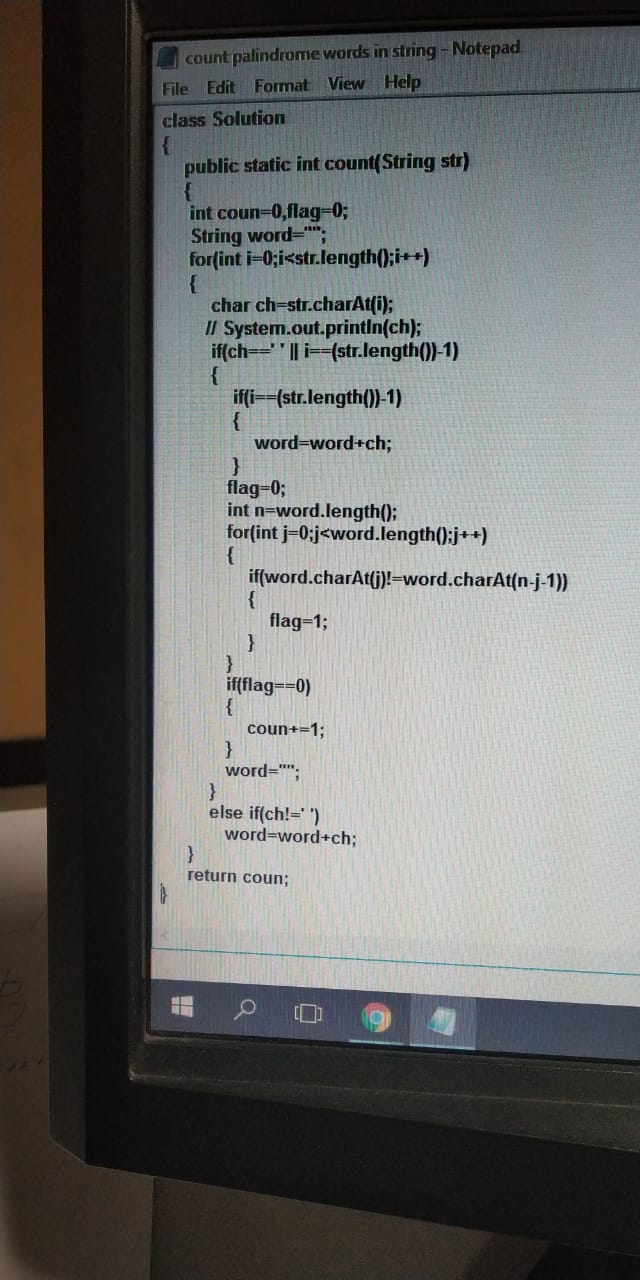 count palindrome words in string - Notepad
File Edit Format View Help
class Solution
{
public static int count(String str)
{
int coun=0,flag=0;
String word="";
for(int i=0;i<str.length();i++)
{
char ch=str.charAt(i);
// System.out.println(ch);
if(ch==' ' || i==(str.length())-1)
{
if(i==(str.length())-1)
{
word=word+ch;
}
flag=0;
int n=word.length();
for(int j=0;j<word.length();j++)
{
if(word.charAt(j)!=word.charAt(n-j-1))
{
flag=1;
}
}
if(flag==0)
{
coun+=1;
}
word="";
}
else if(ch!=' ')
word=word+ch;
}
return coun;
}